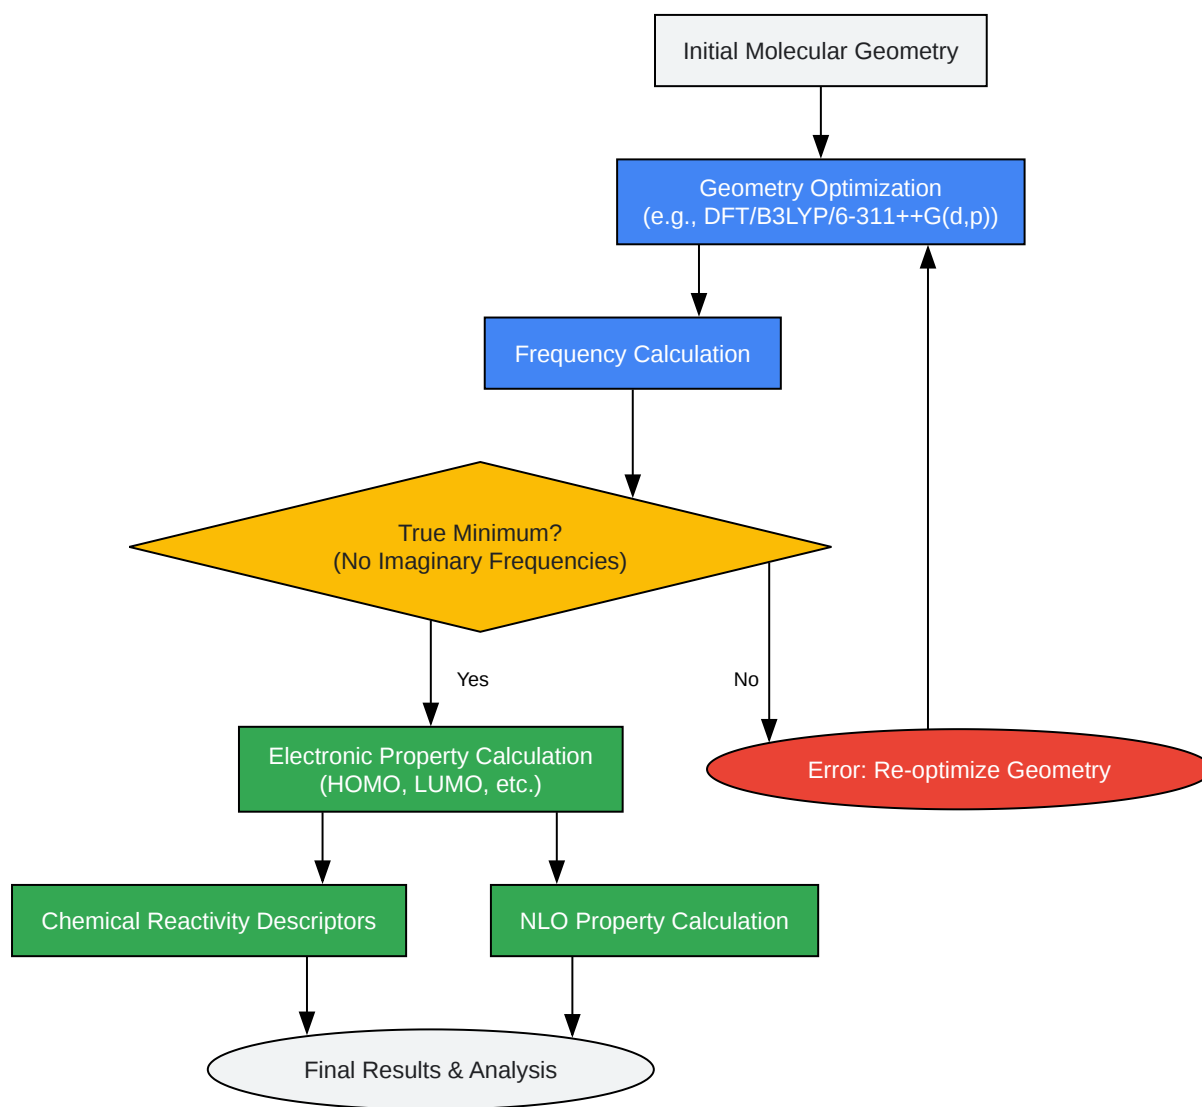 Initial Molecular Geometry
Geometry Optimization
(e.g., DFT/B3LYP/6-311++G(d,p))
Frequency Calculation
True Minimum?
(No Imaginary Frequencies)
Yes
No
Electronic Property Calculation
(HOMO, LUMO, etc.)
Error: Re-optimize Geometry
Chemical Reactivity Descriptors
NLO Property Calculation
Final Results & Analysis